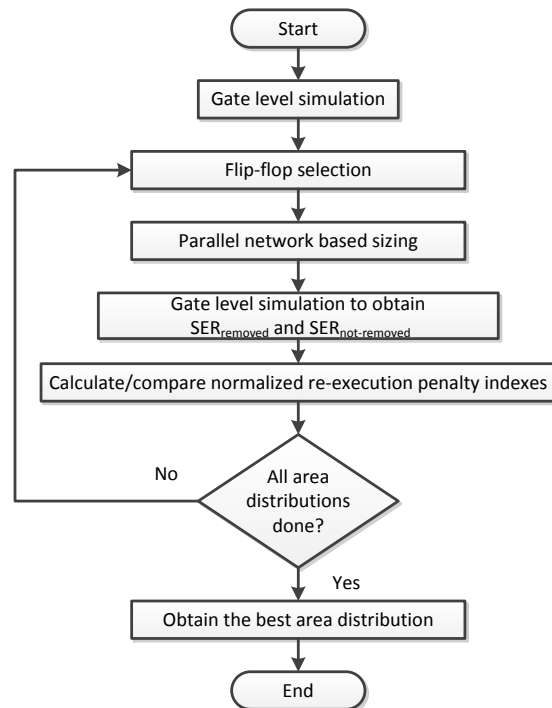 Start
Gate level simulation
Flip-flop selection
Parallel network based sizing
Gate level simulation to obtain
SERremoved and SERnot-removed
Calculate/compare normalized re-execution penalty indexes
No
All area
distributions
done?
Yes
Obtain the best area distribution
End